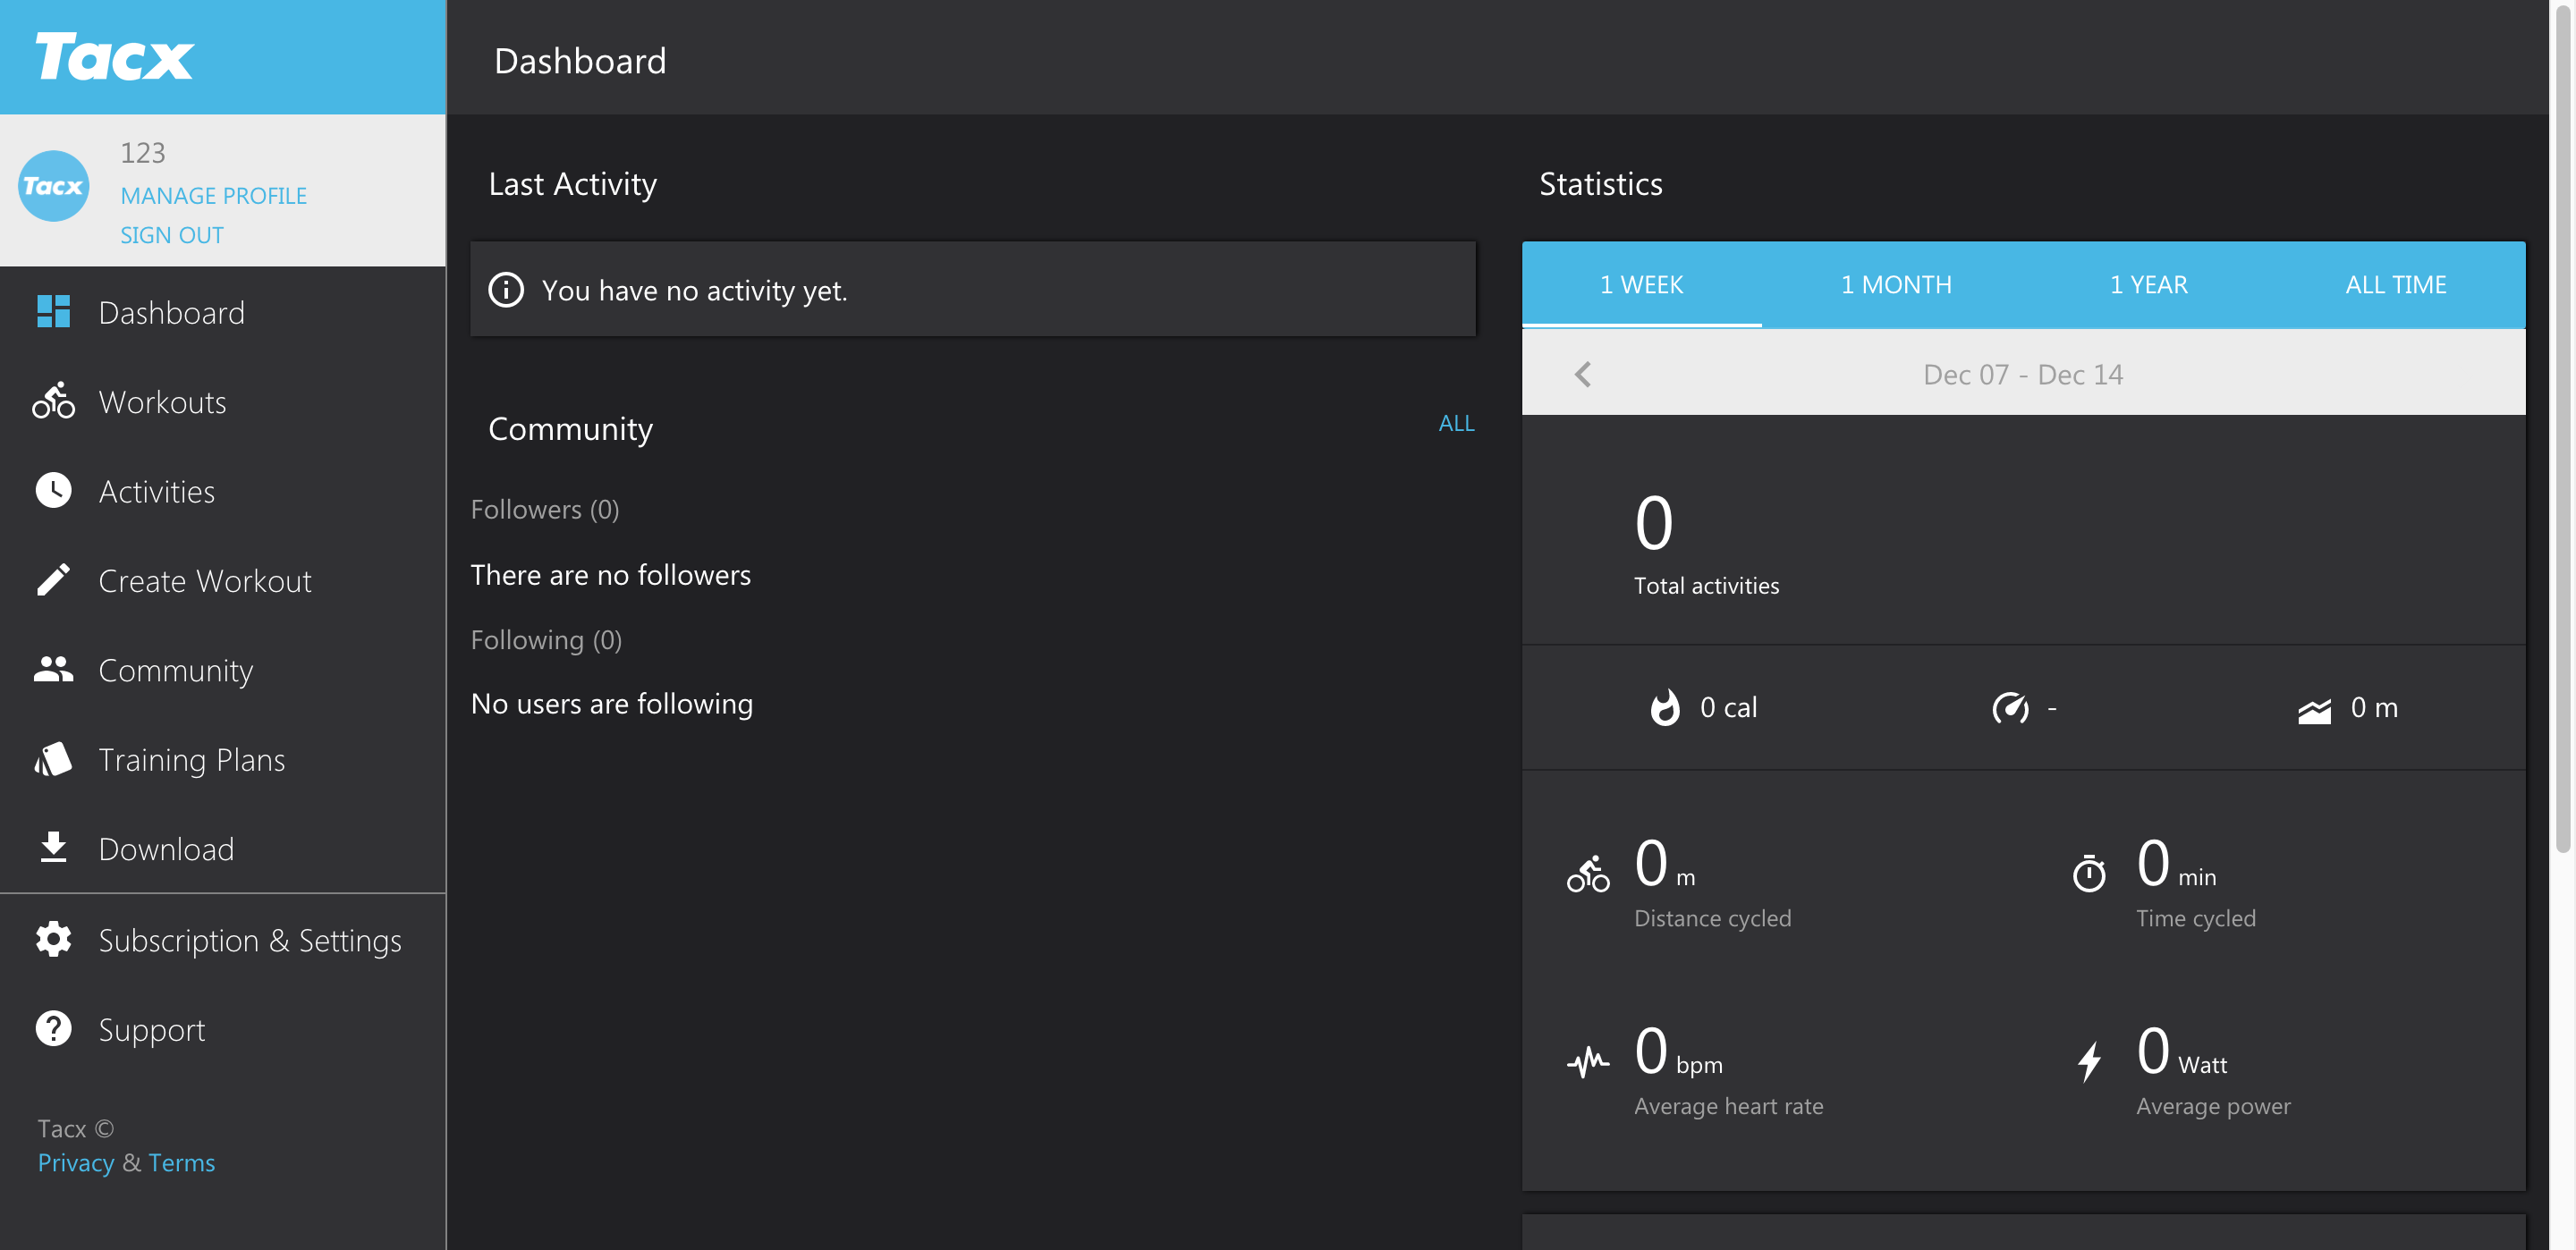 Tacx
Tacx
123
MANAGE PROFILE
SIGN OUT
Dashboard
Workouts
Activities
Create Workout
Community
Training Plans
Download
Subscription & Settings
Support
Tacx ©
Privacy & Terms
Dashboard
Last Activity
You have no activity yet.
Community
ALL
Followers (0)
There are no followers
Following (0)
No users are following
Statistics
1 WEEK
1 MONTH
1 YEAR
ALL TIME
Dec 07 - Dec 14
0
Total activities
0 cal
-
0 m
0 m
Distance cycled
0 min
Time cycled
0 bpm
Average heart rate
0 Watt
Average power